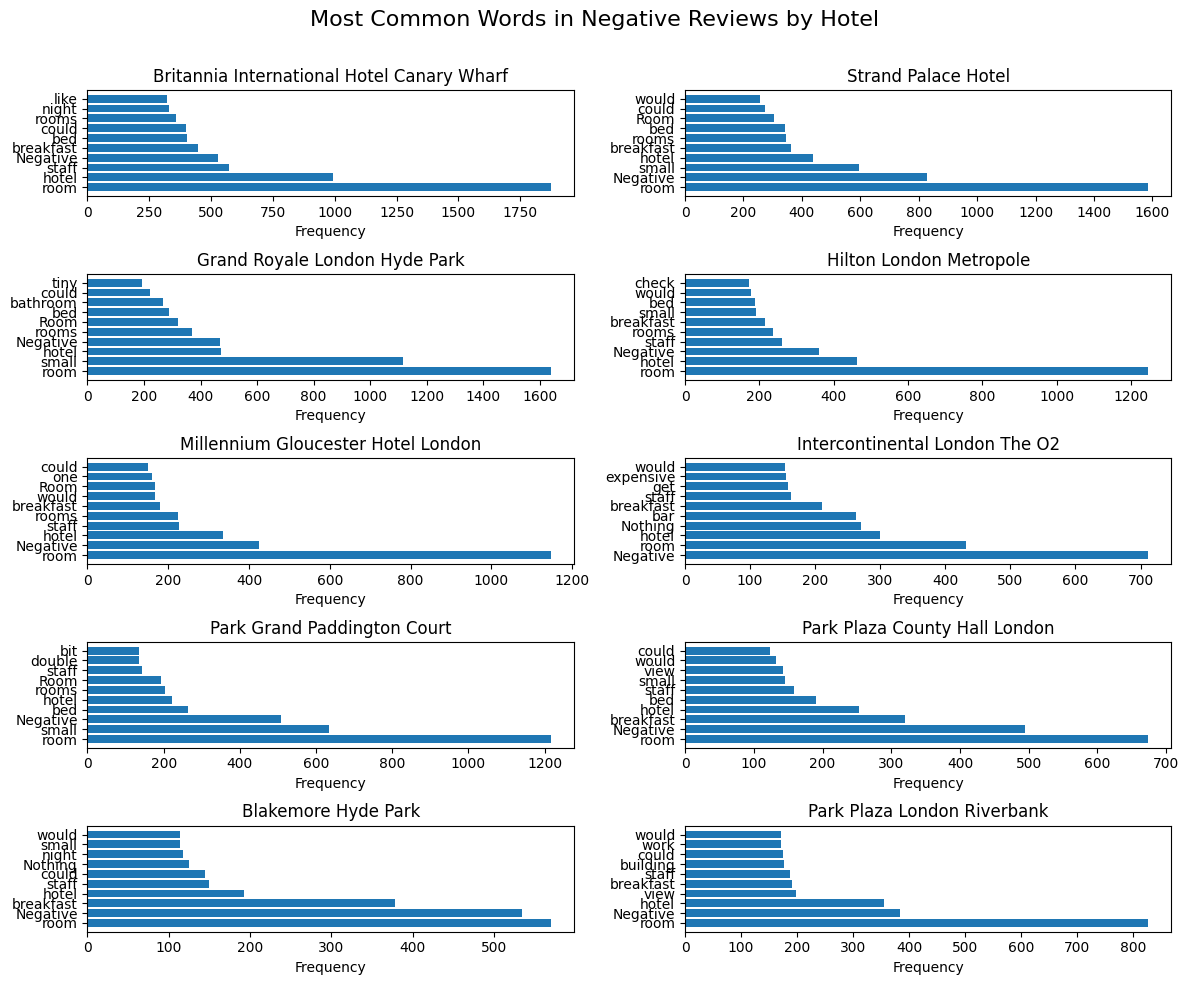 Most Common Words in Negative Reviews by Hotel
Britannia International Hotel Canary Wharf
like
night
rooms
could
bed
breakfast
Negative
staff
hotel
room
0 250 500 750 1000 1250 1500 1750
Frequency
Strand Palace Hotel
would
could
Room
bed
rooms
breakfast
hotel
small
Negative
room
0 200 400 600 800 1000 1200 1400 1600
Frequency
Grand Royale London Hyde Park
tiny
could
bathroom
bed
Room
rooms
Negative
hotel
small
room
0 200 400 600 800 1000 1200 1400 1600
Frequency
Hilton London Metropole
check
would
bed
small
breakfast
rooms
staff
Negative
hotel
room
0 200 400 600 800 1000 1200
Frequency
Millennium Gloucester Hotel London
could
one
Room
would
breakfast
rooms
staff
hotel
Negative
room
0 200 400 600 800 1000 1200
Frequency
Intercontinental London The O2
would
expensive
get
staff
breakfast
bar
Nothing
hotel
room
Negative
0 100 200 300 400 500 600 700
Frequency
Park Grand Paddington Court
bit
double
staff
Room
rooms
hotel
bed
Negative
small
room
0 200 400 600 800 1000 1200
Frequency
Park Plaza County Hall London
could
would
view
small
staff
bed
hotel
breakfast
Negative
room
0 100 200 300 400 500 600 700
Frequency
Blakemore Hyde Park
would
small
night
Nothing
could
staff
hotel
breakfast
Negative
room
0 100 200 300 400 500
Frequency
Park Plaza London Riverbank
would
work
could
building
staff
breakfast
view
hotel
Negative
room
0 100 200 300 400 500 600 700 800
Frequency